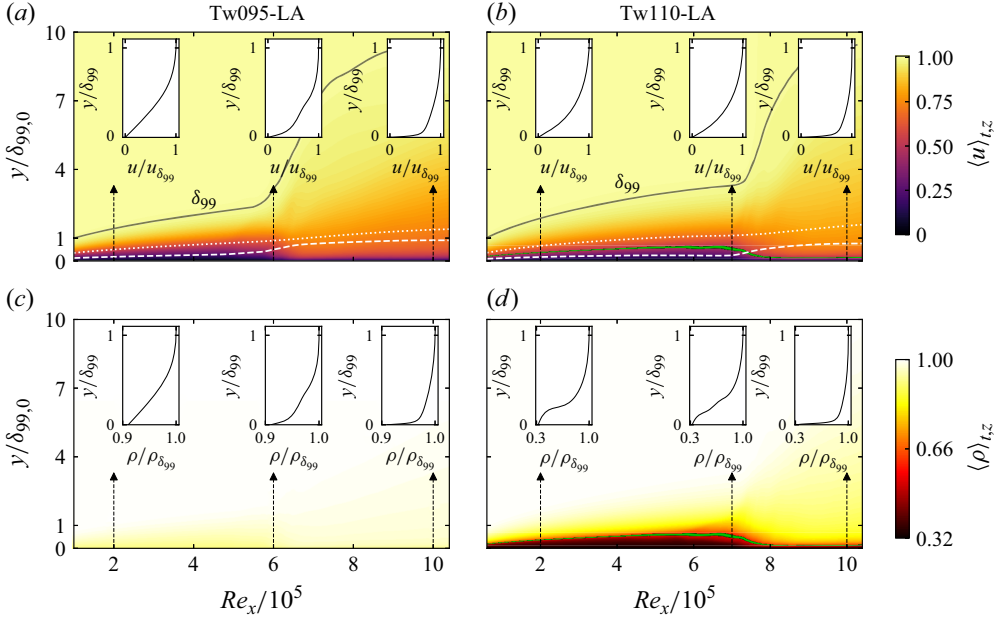 (a) Tw095-LA
(b) Tw110-LA
10
7
4
1
0
y/δ99,0
1
0
y/δ99
0 1
u/uδ99
1
0
y/δ99
0 1
u/uδ99
1
0
y/δ99
0 1
u/uδ99
δ99
1
0
y/δ99
0 1
u/uδ99
1
0
y/δ99
0 1
u/uδ99
1
0
y/δ99
0 1
u/uδ99
δ99
1.00
0.75
0.50
0.25
0
⟨u⟩t,z
(c)
(d)
10
7
4
1
0
y/δ99,0
1
0
y/δ99
0.9 1.0
ρ/ρδ99
1
0
y/δ99
0.9 1.0
ρ/ρδ99
1
0
y/δ99
0.9 1.0
ρ/ρδ99
2 4 6 8 10
Rex/10⁵
1
0
y/δ99
0.3 1.0
ρ/ρδ99
1
0
y/δ99
0.3 1.0
ρ/ρδ99
1
0
y/δ99
0.3 1.0
ρ/ρδ99
2 4 6 8 10
Rex/10⁵
1.00
0.66
0.32
⟨ρ⟩t,z